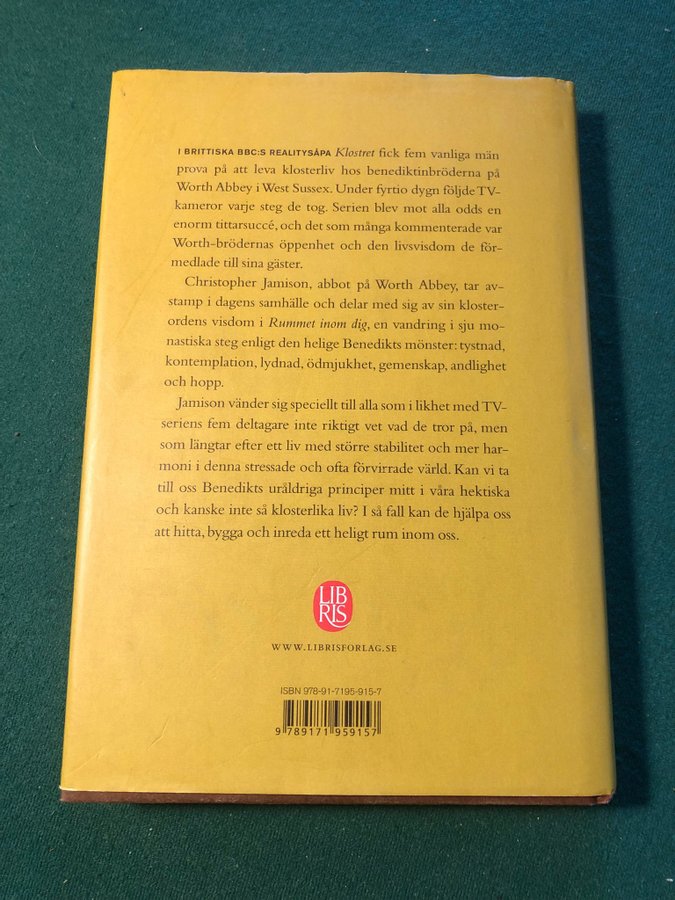 I BRITTISKA BBC:S REALITYSÅPA Klostret fick fem vanliga män
prova på att leva klosterliv hos benediktinbröderna på
Worth Abbey i West Sussex. Under fyrtio dygn följde TV-
kameror varje steg de tog. Serien blev mot alla odds en
enorm tittarsuccé, och det som många kommenterade var
Worth-brödernas öppenhet och den livsvisdom de för-
medlade till sina gäster.
Christopher Jamison, abbot på Worth Abbey, tar av-
stamp i dagens samhälle och delar med sig av sin kloster-
ordens visdom i Rummet inom dig, en vandring i sju mo-
nastiska steg enligt den helige Benedikts mönster: tystnad,
kontemplation, lydnad, ödmjukhet, gemenskap, andlighet
och hopp.
Jamison vänder sig speciellt till alla som i likhet med TV-
seriens fem deltagare inte riktigt vet vad de tror på, men
som längtar efter ett liv med större stabilitet och mer har-
moni i denna stressade och ofta förvirrade värld. Kan vi ta
till oss Benedikts uråldriga principer mitt i våra hektiska
och kanske inte så klosterlika liv? I så fall kan de hjälpa oss
att hitta, bygga och inreda ett heligt rum inom oss.
LIB
RIS
WWW.LIBRISFORLAG.SE
ISBN 978-91-7195-915-7
9 789171 959157